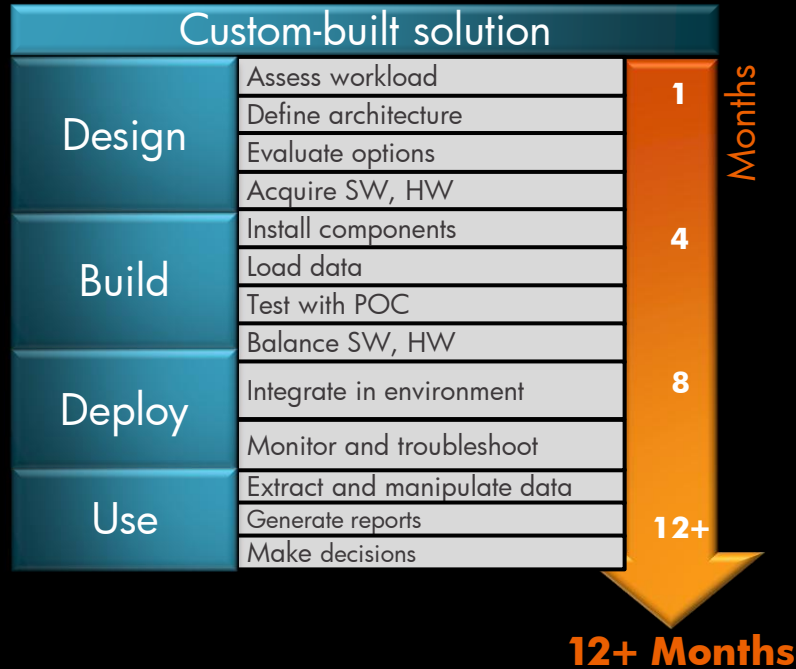 Custom-built solution
Design
Assess workload
Define architecture
Evaluate options
Acquire SW, HW
Build
Install components
Load data
Test with POC
Balance SW, HW
Deploy
Integrate in environment
Monitor and troubleshoot
Use
Extract and manipulate data
Generate reports
Make decisions
Months
1
4
8
12+
12+ Months